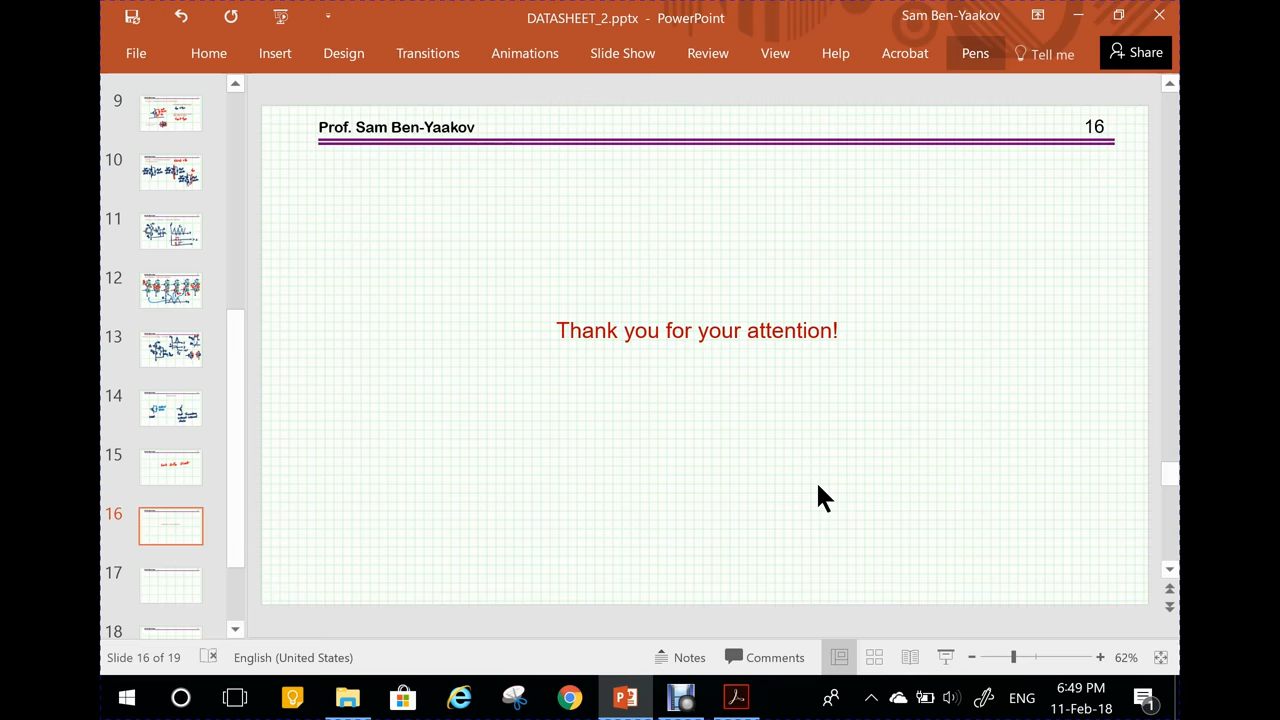 DATASHEET_2.pptx - PowerPoint
Sam Ben-Yaakov
File Home Insert Design Transitions Animations Slide Show Review View Help Acrobat Pens Tell me Share
9
10
11
12
13
14
15
16
17
18
Prof. Sam Ben-Yaakov 16
Thank you for your attention!
Slide 16 of 19 English (United States) Notes Comments 62%
ENG
6:49 PM
11-Feb-18
1